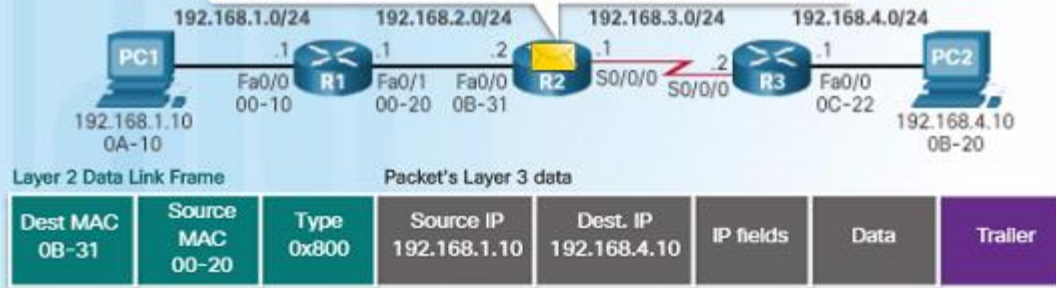 192.168.1.0/24 192.168.2.0/24 192.168.3.0/24 192.168.4.0/24
PC1 .1 R1 .1 .2 R2 .1 .2 R3 .1 PC2
Fa0/0 Fa0/1 Fa0/0 S0/0/0 S0/0/0 Fa0/0
00-10 00-20 0B-31 0C-22
192.168.1.10 192.168.4.10
0A-10 0B-20
Layer 2 Data Link Frame Packet's Layer 3 data
Dest MAC
0B-31
Source
MAC
00-20
Type
0x800
Source IP
192.168.1.10
Dest. IP
192.168.4.10
IP fields
Data
Trailer